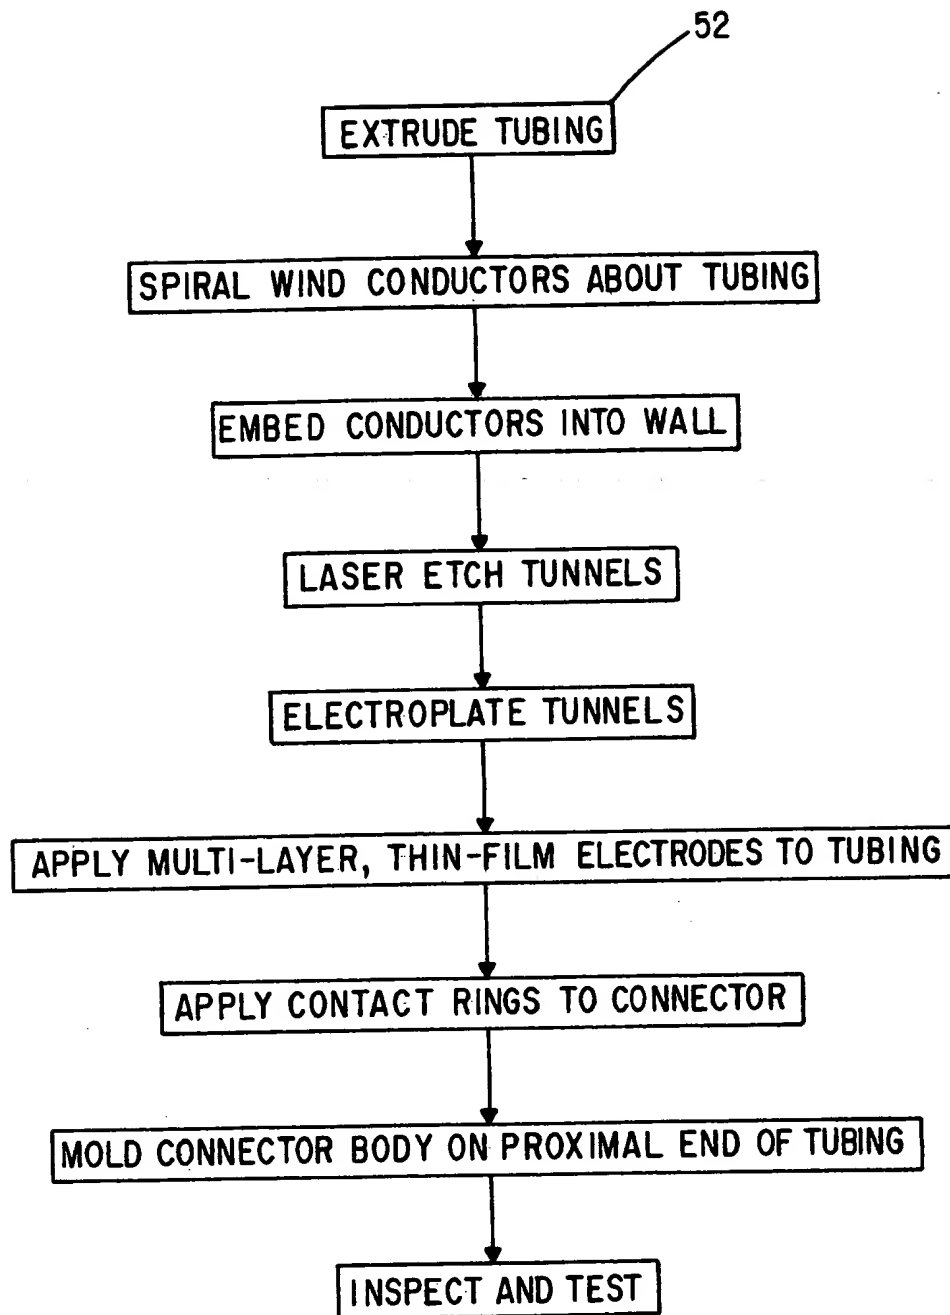 52
EXTRUDE TUBING
SPIRAL WIND CONDUCTORS ABOUT TUBING
EMBED CONDUCTORS INTO WALL
LASER ETCH TUNNELS
ELECTROPLATE TUNNELS
APPLY MULTI-LAYER, THIN-FILM ELECTRODES TO TUBING
APPLY CONTACT RINGS TO CONNECTOR
MOLD CONNECTOR BODY ON PROXIMAL END OF TUBING
INSPECT AND TEST